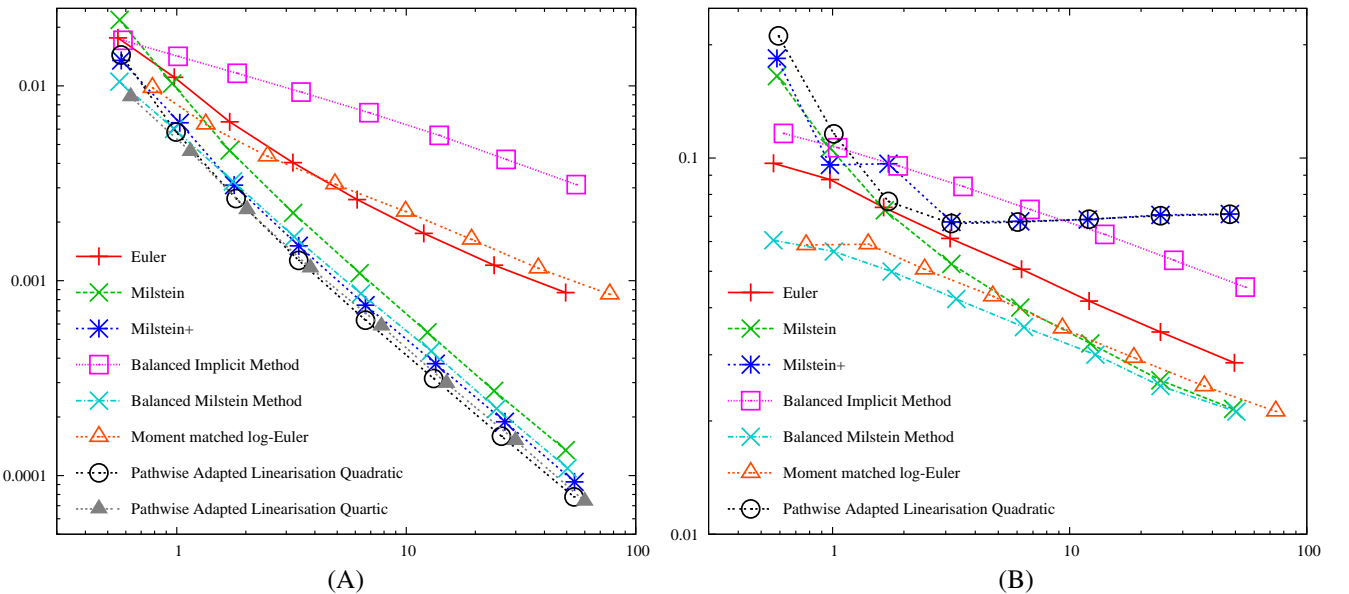 0.01
0.001
0.0001
1
10
100
Euler
Milstein
Milstein+
Balanced Implicit Method
Balanced Milstein Method
Moment matched log-Euler
Pathwise Adapted Linearisation Quadratic
Pathwise Adapted Linearisation Quartic
(A)
0.1
0.01
1
10
100
Euler
Milstein
Milstein+
Balanced Implicit Method
Balanced Milstein Method
Moment matched log-Euler
Pathwise Adapted Linearisation Quadratic
(B)